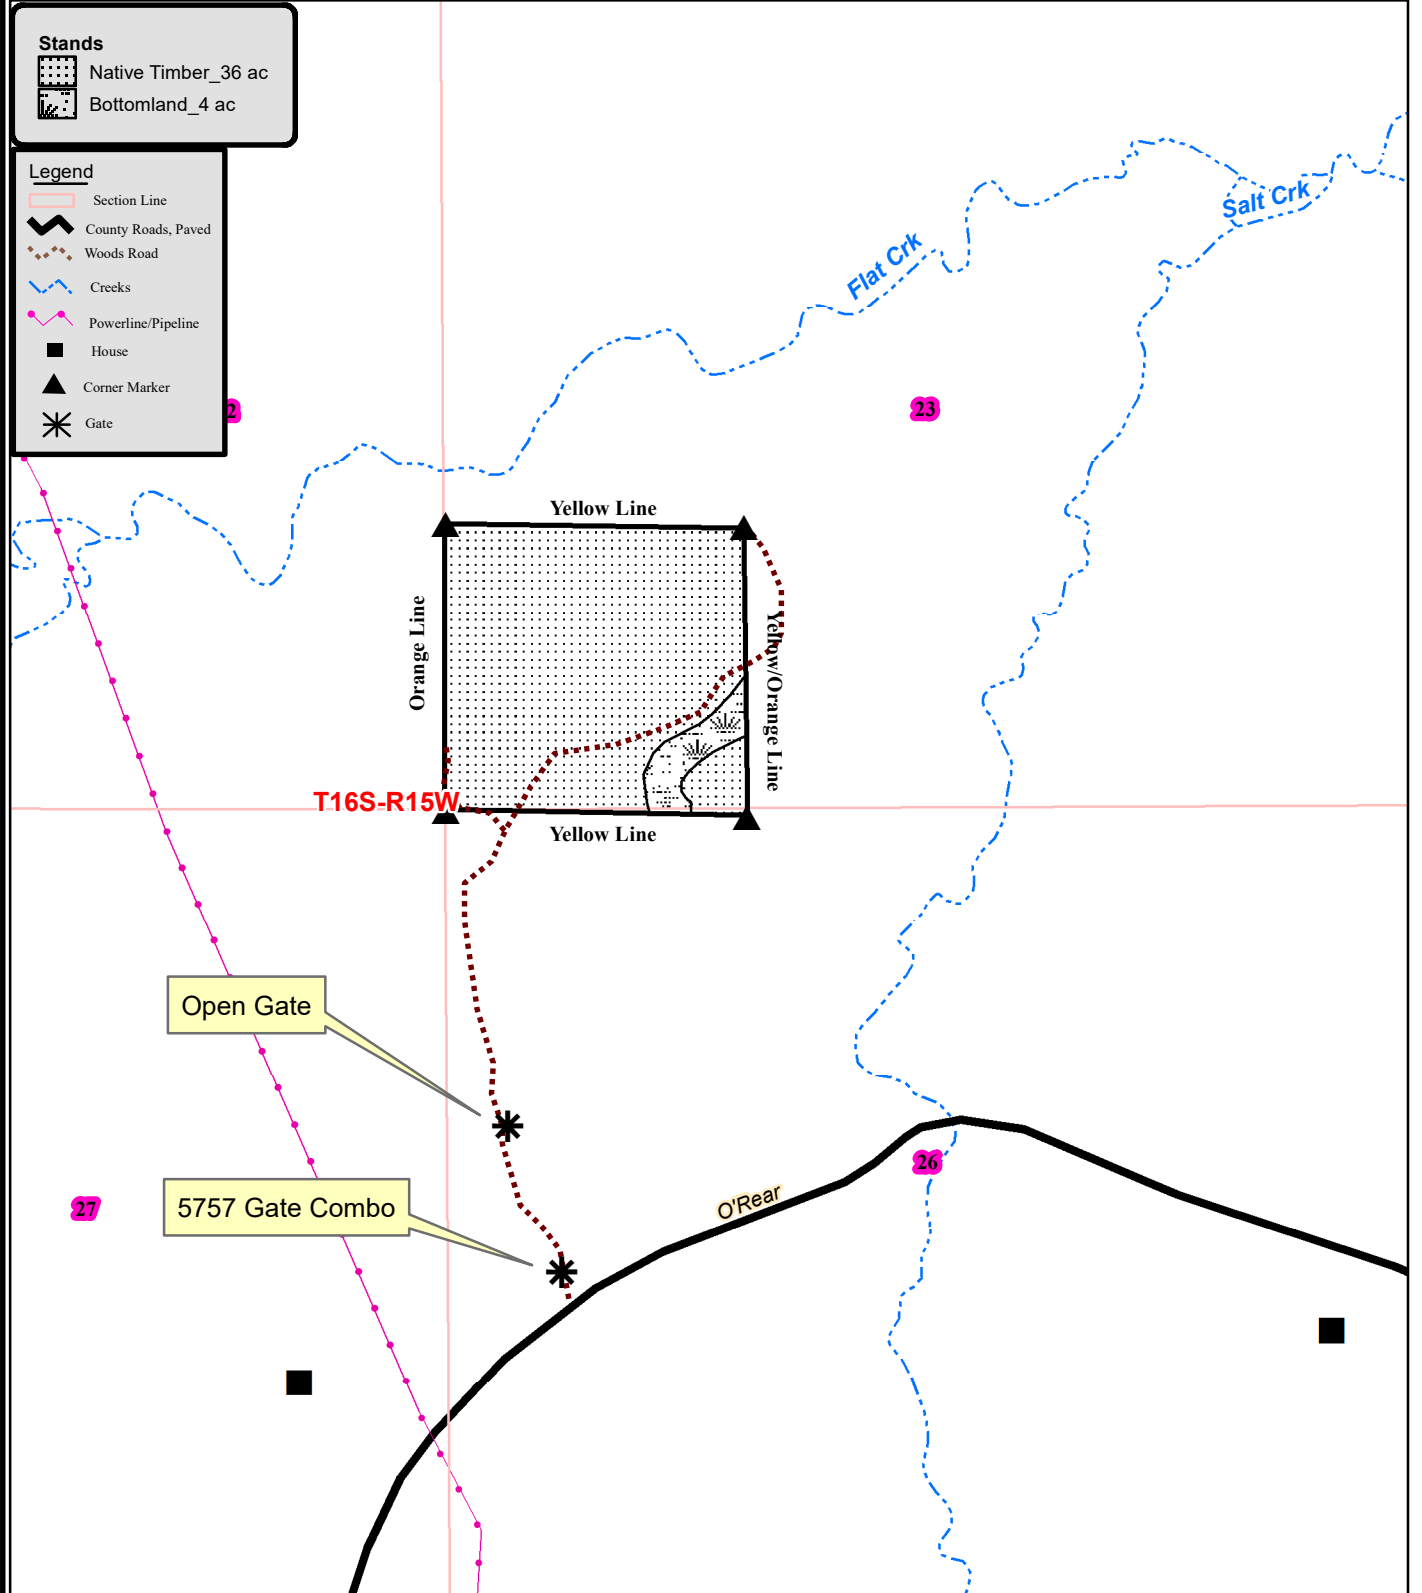 Stands
Native Timber_36 ac
Bottomland_4 ac
Legend
Section Line
County Roads, Paved
Woods Road
Creeks
Powerline/Pipeline
House
Corner Marker
Gate
Salt Crk
Flat Crk
2
23
Yellow Line
Orange Line
Yellow/Orange Line
T16S-R15W
Yellow Line
Open Gate
26
5757 Gate Combo
27
O'Rear